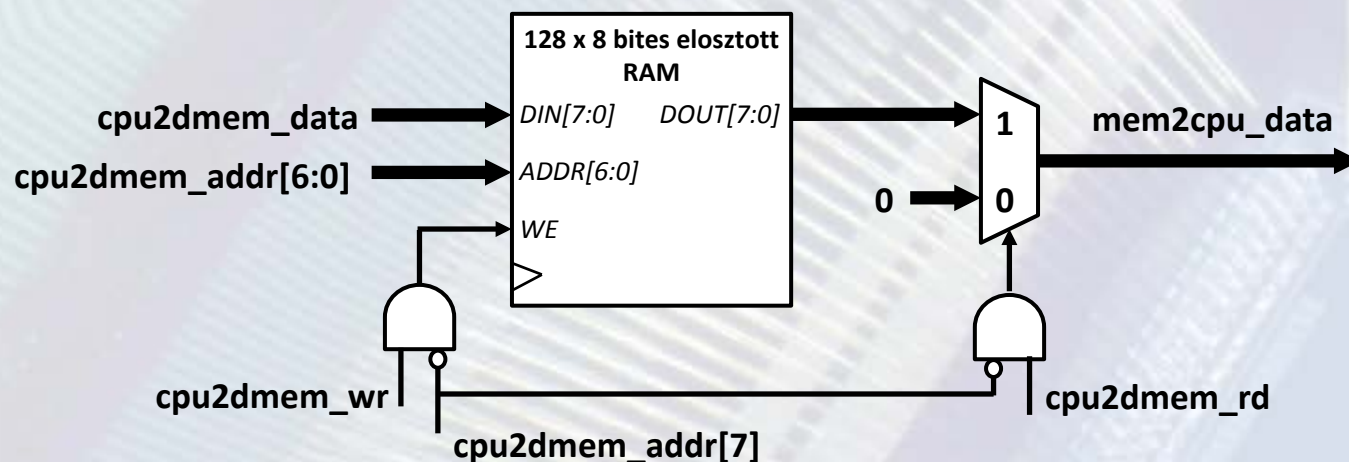 128 x 8 bites elosztott
RAM
cpu2dmem_data
DIN[7:0]
DOUT[7:0]
1
mem2cpu_data
cpu2dmem_addr[6:0]
ADDR[6:0]
0
0
WE
cpu2dmem_wr
cpu2dmem_rd
cpu2dmem_addr[7]